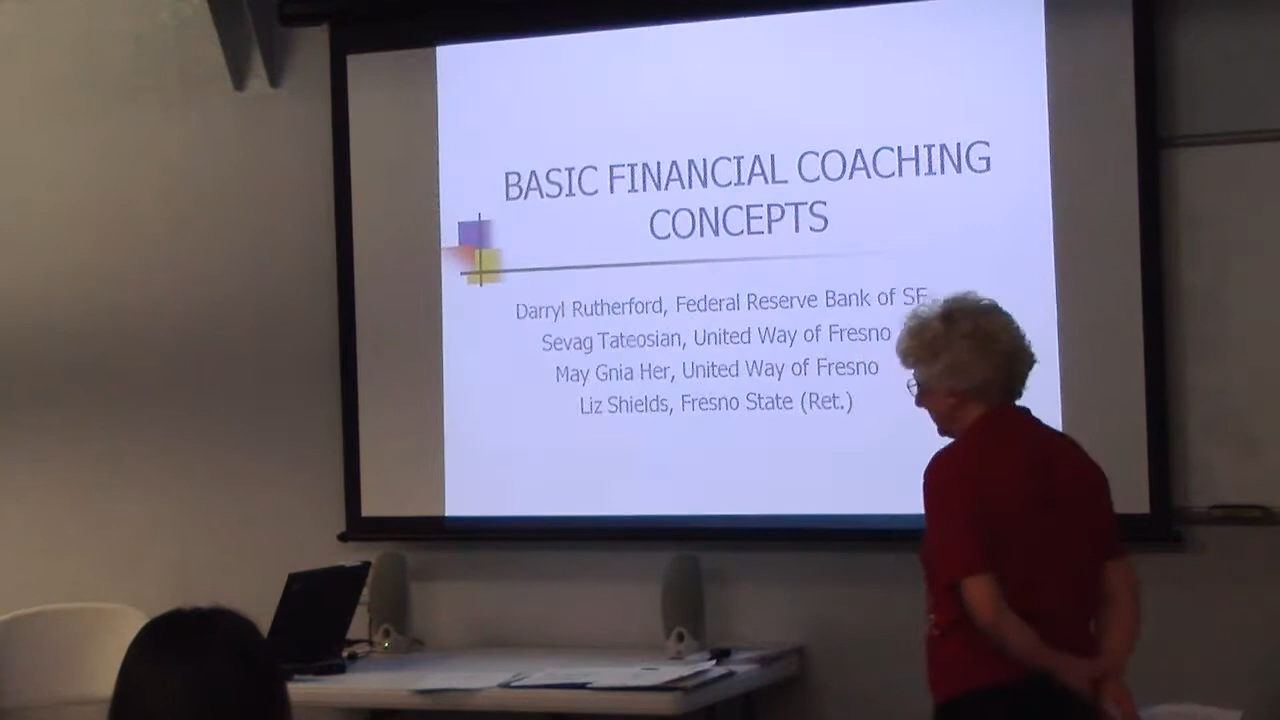 BASIC FINANCIAL COACHING
CONCEPTS
Darryl Rutherford, Federal Reserve Bank of SF
Sevag Tateosian, United Way of Fresno
May Gnia Her, United Way of Fresno
Liz Shields, Fresno State (Ret.)